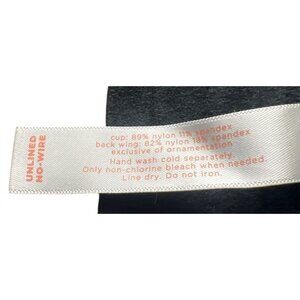 UNLINED
NO-WIRE
cup: 89% nylon 11% spandex
back wing: 82% nylon 18% spandex
exclusive of ornamentation
Hand wash cold separately.
Only non-chlorine bleach when needed.
Line dry. Do not iron.